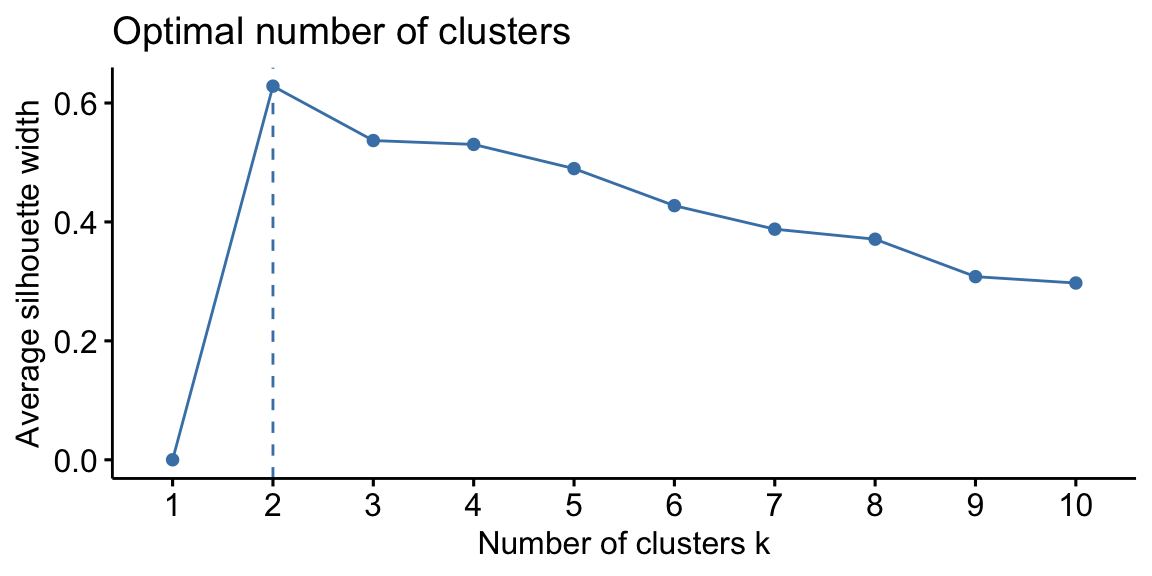 Optimal number of clusters
Average silhouette width
0.6
0.4
0.2
0.0
1 2 3 4 5 6 7 8 9 10
Number of clusters k